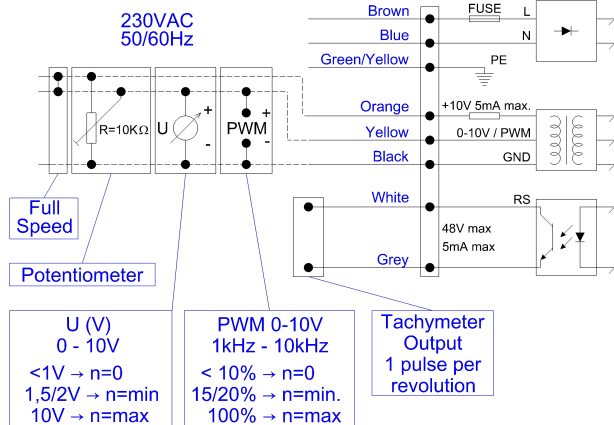 230VAC
50/60Hz
Brown
FUSE
L
Blue
N
Green/Yellow
PE
Orange
+10V 5mA max.
Yellow
0-10V / PWM
Black
GND
R=10KΩ
U
+
-
PWM
+
-
White
RS
48V max
5mA max
Grey
Full
Speed
Potentiometer
U (V)
0 - 10V
<1V → n=0
1,5/2V → n=min
10V → n=max
PWM 0-10V
1kHz - 10kHz
< 10% → n=0
15/20% → n=min.
100% → n=max
Tachymeter
Output
1 pulse per
revolution